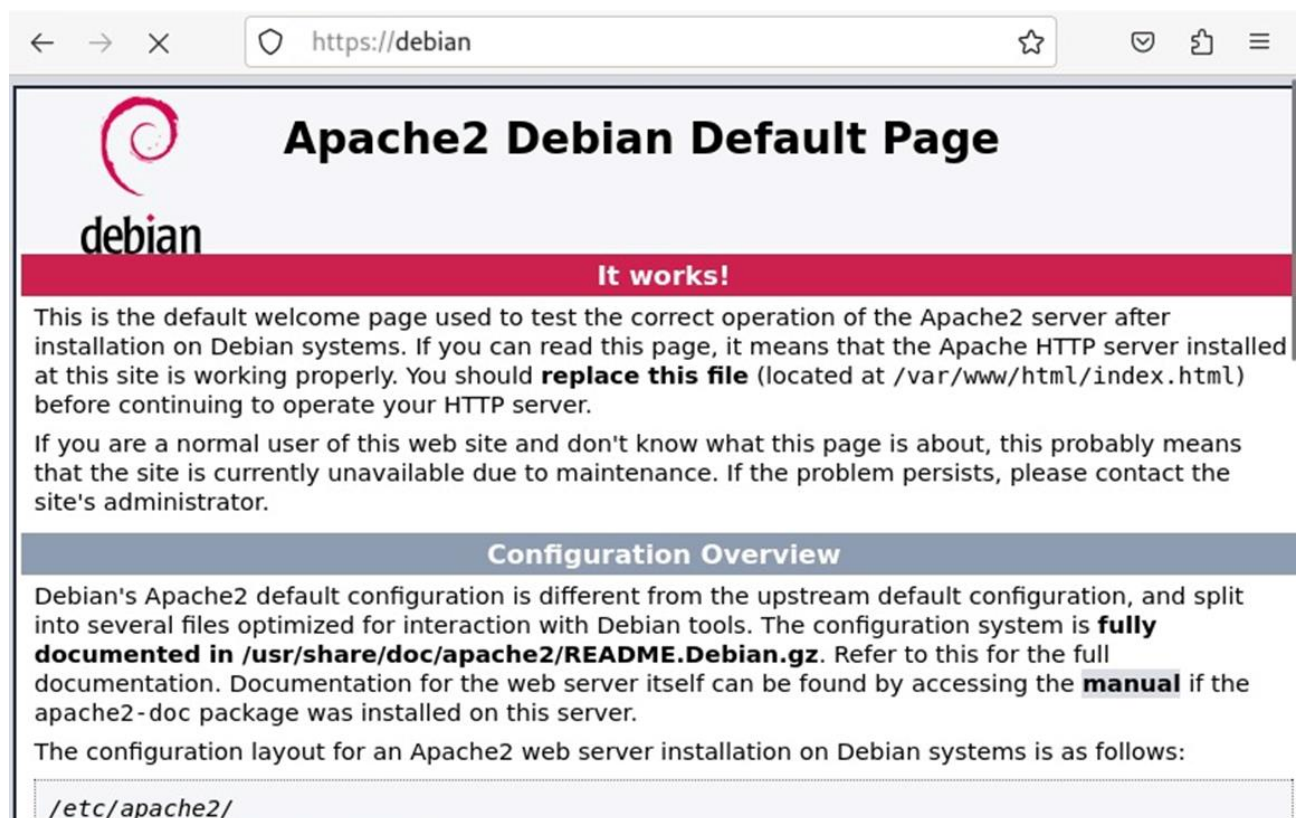 https://debian
Apache2 Debian Default Page
debian
It works!
This is the default welcome page used to test the correct operation of the Apache2 server after
installation on Debian systems. If you can read this page, it means that the Apache HTTP server installed
at this site is working properly. You should replace this file (located at /var/www/html/index.html)
before continuing to operate your HTTP server.
If you are a normal user of this web site and don't know what this page is about, this probably means
that the site is currently unavailable due to maintenance. If the problem persists, please contact the
site's administrator.
Configuration Overview
Debian's Apache2 default configuration is different from the upstream default configuration, and split
into several files optimized for interaction with Debian tools. The configuration system is fully
documented in /usr/share/doc/apache2/README.Debian.gz. Refer to this for the full
documentation. Documentation for the web server itself can be found by accessing the manual if the
apache2-doc package was installed on this server.
The configuration layout for an Apache2 web server installation on Debian systems is as follows:
/etc/apache2/